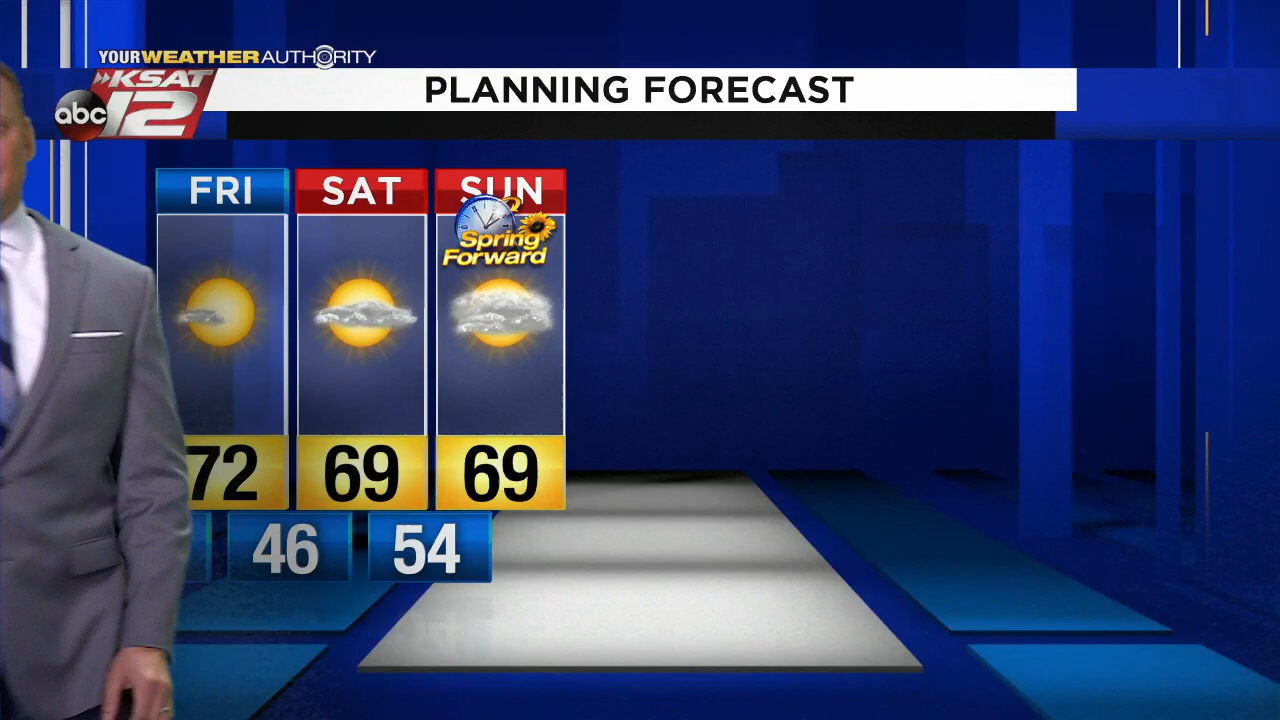 YOURWEATHERAUTHORITY
KSAT
abc 12
PLANNING FORECAST
FRI SAT SUN
Spring
Forward
72 69 69
46 54